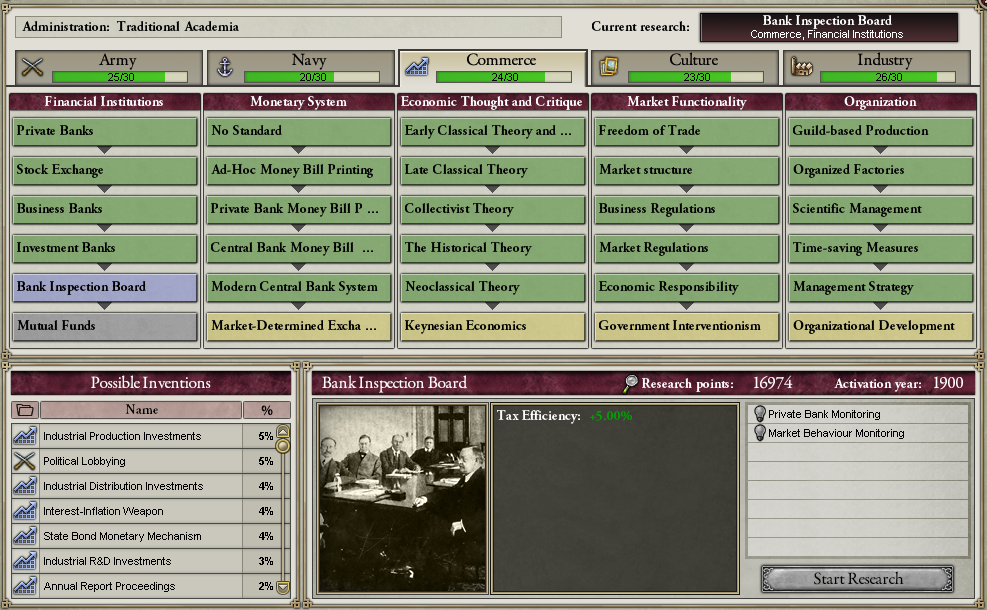 Administration: Traditional Academia
Current research:
Bank Inspection Board
Commerce, Financial Institutions
Army
25/30
Navy
20/30
Commerce
24/30
Culture
23/30
Industry
26/30
Financial Institutions
Monetary System
Economic Thought and Critique
Market Functionality
Organization
Private Banks
No Standard
Early Classical Theory and ...
Freedom of Trade
Guild-based Production
Stock Exchange
Ad-Hoc Money Bill Printing
Late Classical Theory
Market structure
Organized Factories
Business Banks
Private Bank Money Bill P ...
Collectivist Theory
Business Regulations
Scientific Management
Investment Banks
Central Bank Money Bill ...
The Historical Theory
Market Regulations
Time-saving Measures
Bank Inspection Board
Modern Central Bank System
Neoclassical Theory
Economic Responsibility
Management Strategy
Mutual Funds
Market-Determined Excha ...
Keynesian Economics
Government Interventionism
Organizational Development
Possible Inventions
Name
%
Industrial Production Investments
5%
Political Lobbying
5%
Industrial Distribution Investments
4%
Interest-Inflation Weapon
4%
State Bond Monetary Mechanism
4%
Industrial R&D Investments
3%
Annual Report Proceedings
2%
Bank Inspection Board
Research points: 16974
Activation year: 1900
Tax Efficiency: +5.00%
Private Bank Monitoring
Market Behaviour Monitoring
Start Research